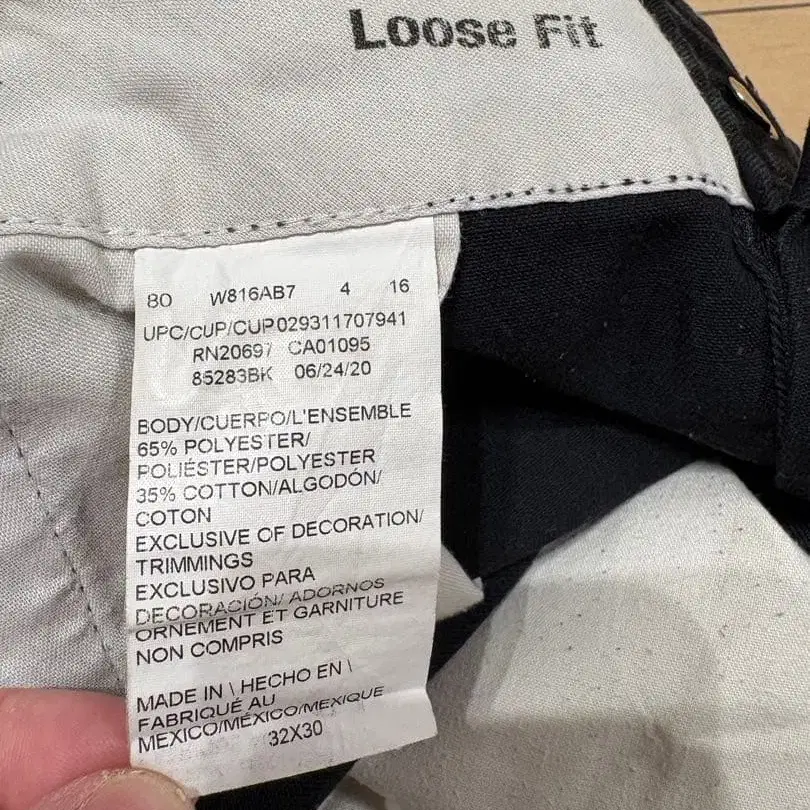 Loose Fit
80 W816AB7 4 16
UPC/CUP/CUP029311707941
RN20697 CA01095
85283BK 06/24/20
BODY/CUERPO/L'ENSEMBLE
65% POLYESTER/
POLIÉSTER/POLYESTER
35% COTTON/ALGODÓN/
COTON
EXCLUSIVE OF DECORATION/
TRIMMINGS
EXCLUSIVO PARA
DECORACIÓN/ ADORNOS
ORNEMENT ET GARNITURE
NON COMPRIS
MADE IN \ HECHO EN \
FABRIQUÉ AU
MEXICO/MÉXICO/MEXIQUE
32X30